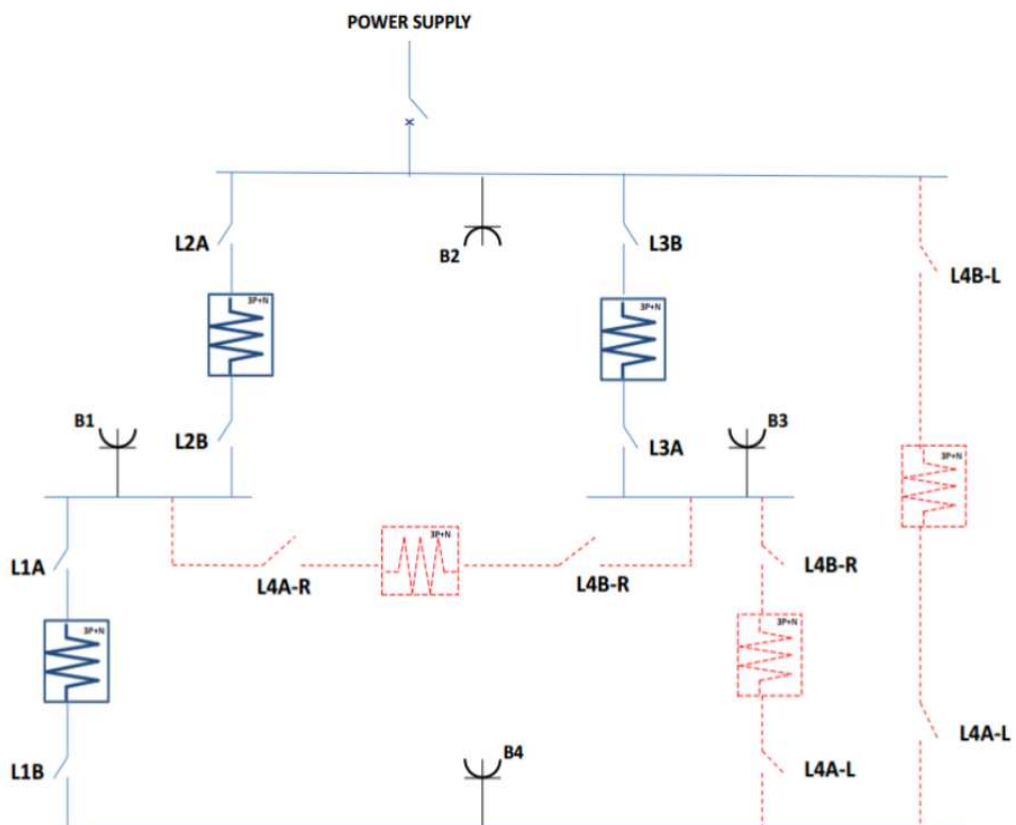 POWER SUPPLY
L2A
B2
L3B
L4B-L
3P+N
3P+N
B1
L2B
L3A
B3
3P+N
L1A
L4A-R
3P+N
L4B-R
L4B-R
3P+N
3P+N
L4A-L
L1B
B4
L4A-L